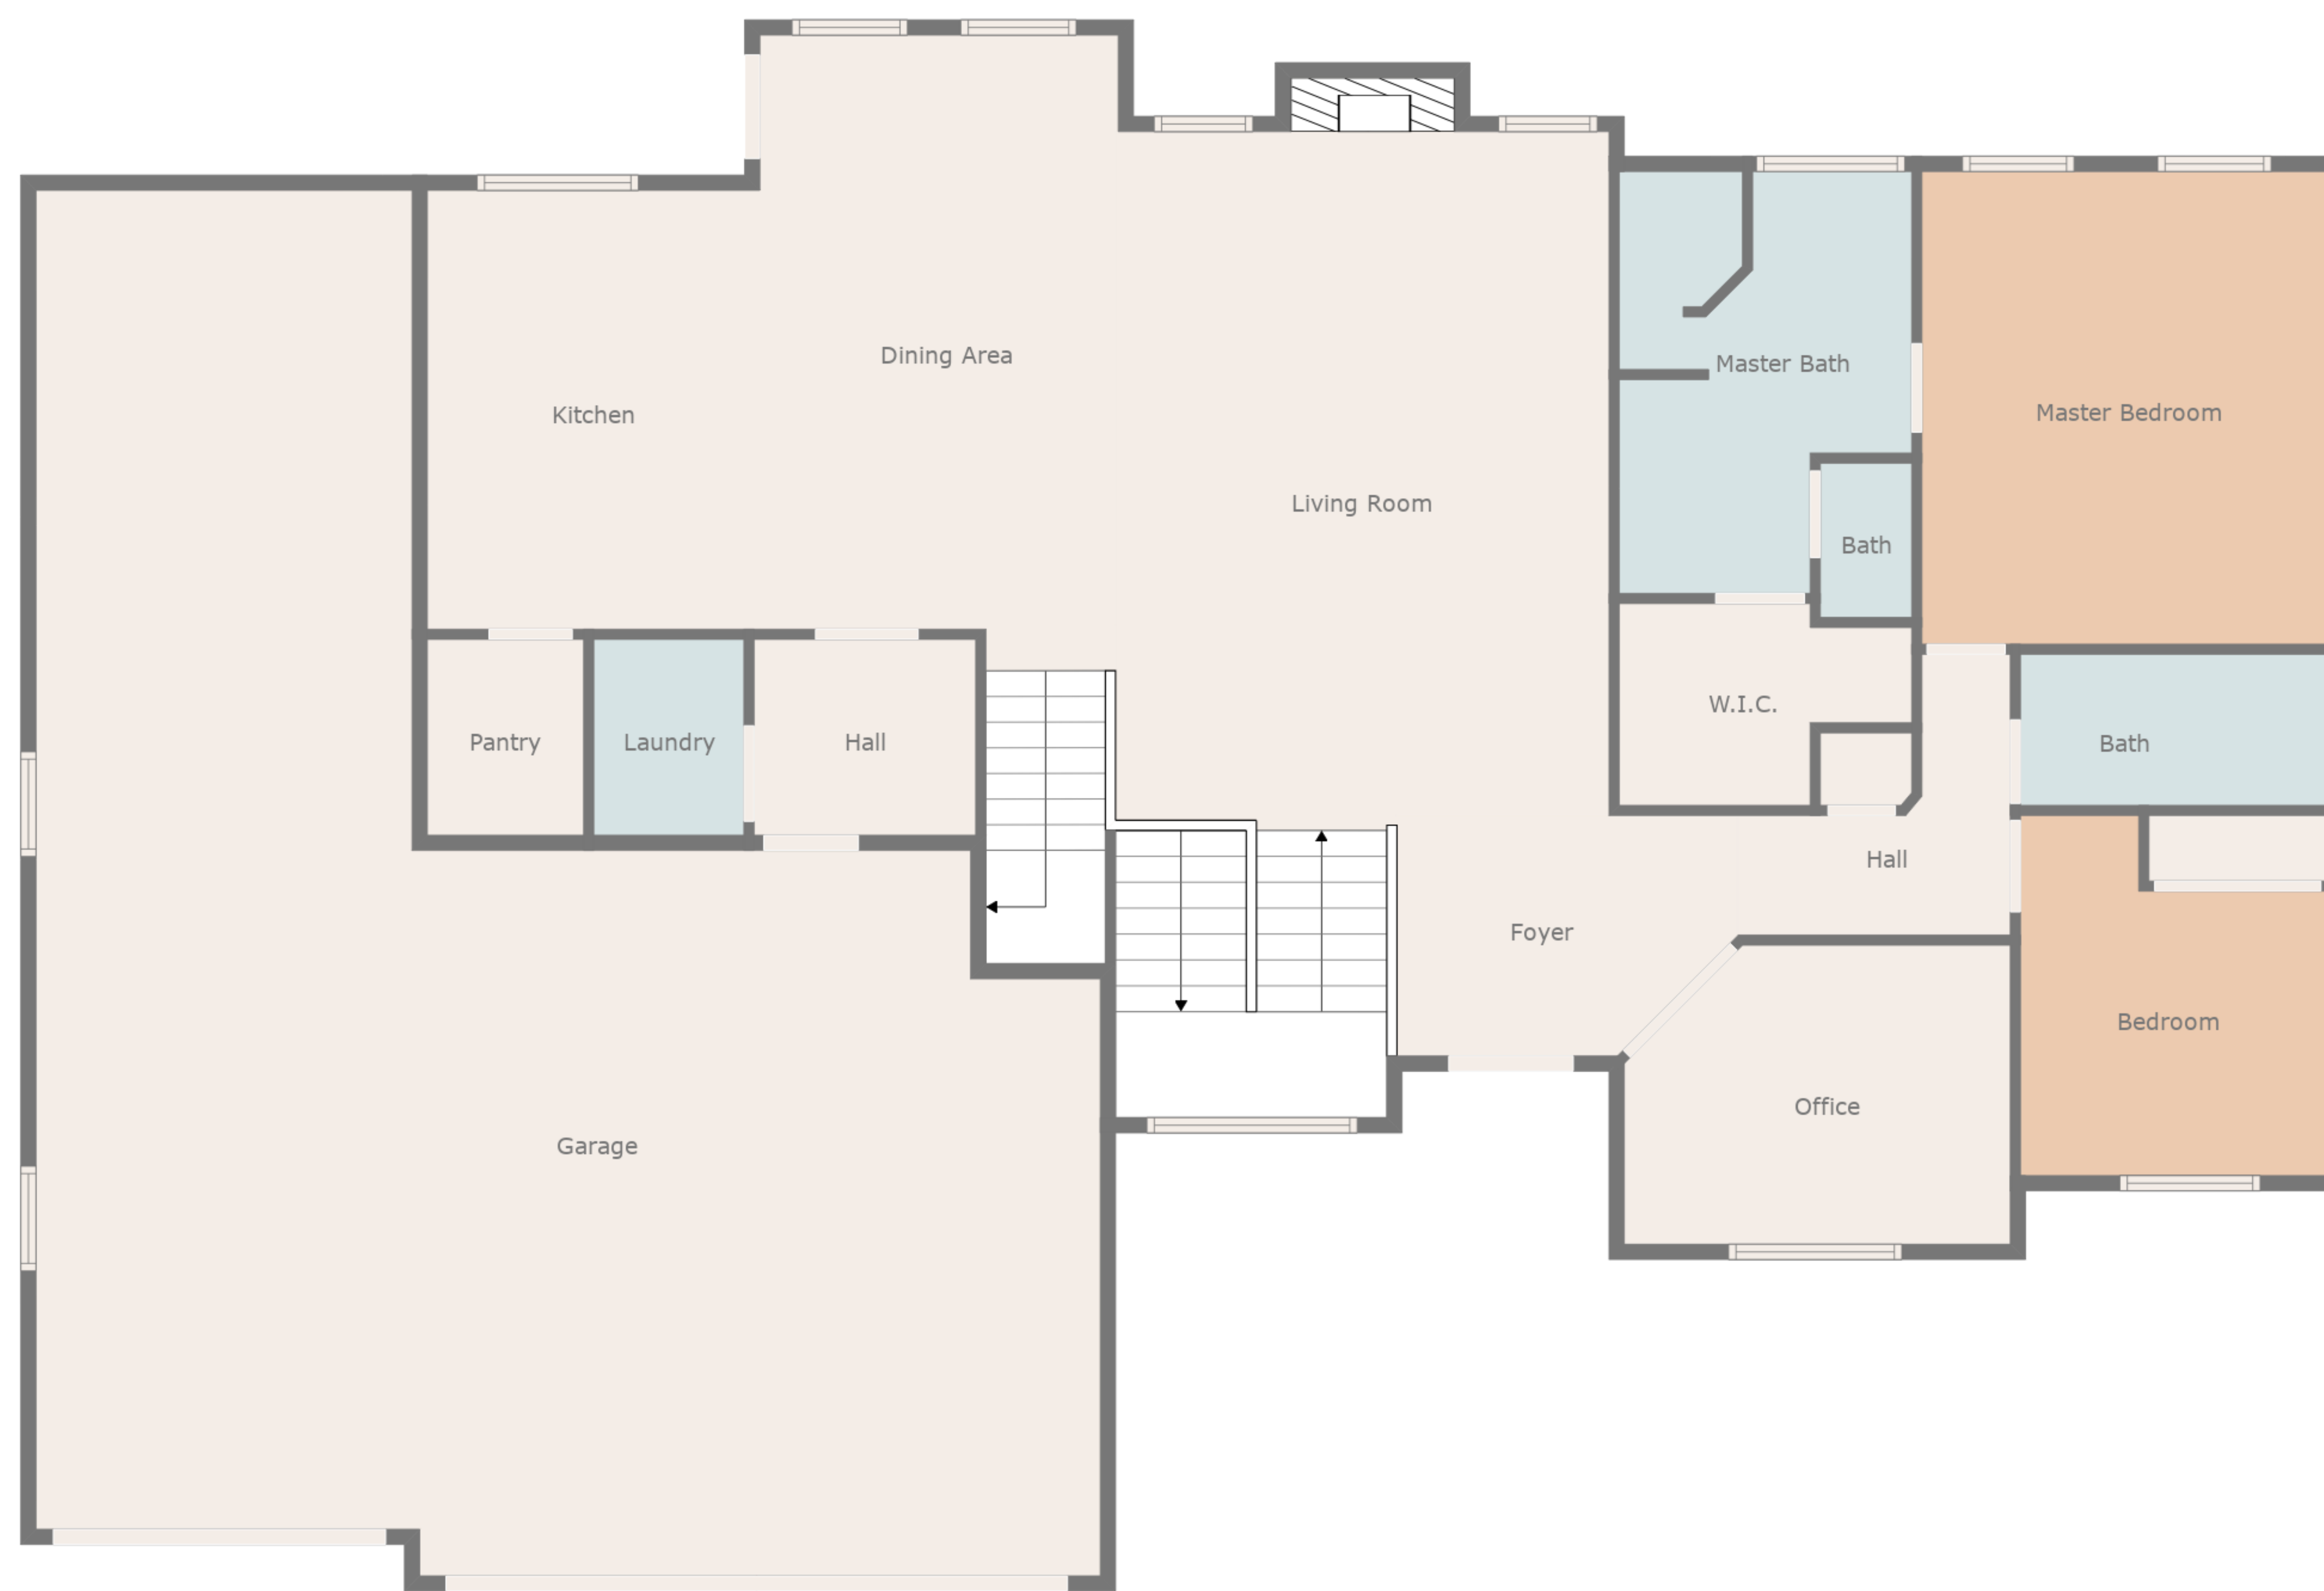 Dining Area
Master Bath
Master Bedroom
Kitchen
Living Room
Bath
W.I.C.
Pantry
Laundry
Hall
Bath
Hall
Foyer
Bedroom
Office
Garage